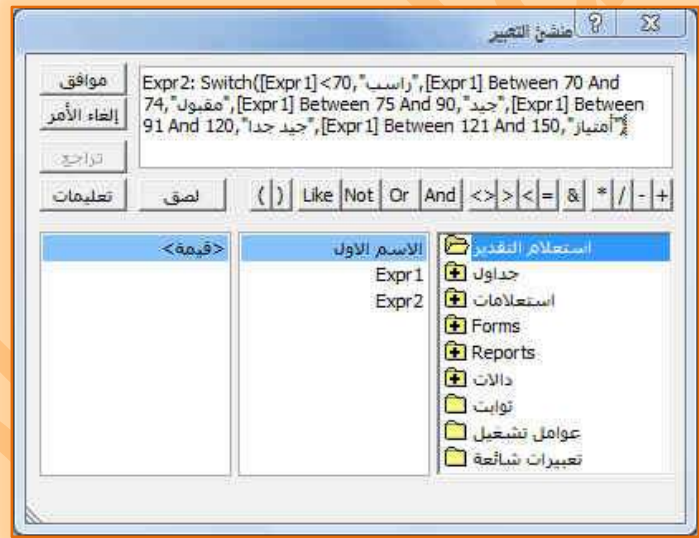 منشئ التعبير
Expr2: Switch([Expr1]<70,"راسب",[Expr1] Between 70 And
74,"مقبول",[Expr1] Between 75 And 90,"جيد",[Expr1] Between
91 And 120,"جيد جدا",[Expr1] Between 121 And 150,"أمتياز")
موافق
إلغاء الأمر
تراجع
تعليمات
لصق
( ) Like Not Or And <> > < = & * / - +
استعلام التقدير
جداول
استعلامات
Forms
Reports
دالات
ثوابت
عوامل تشغيل
تعبيرات شائعة
الاسم الاول
Expr1
Expr2
<قيمة>